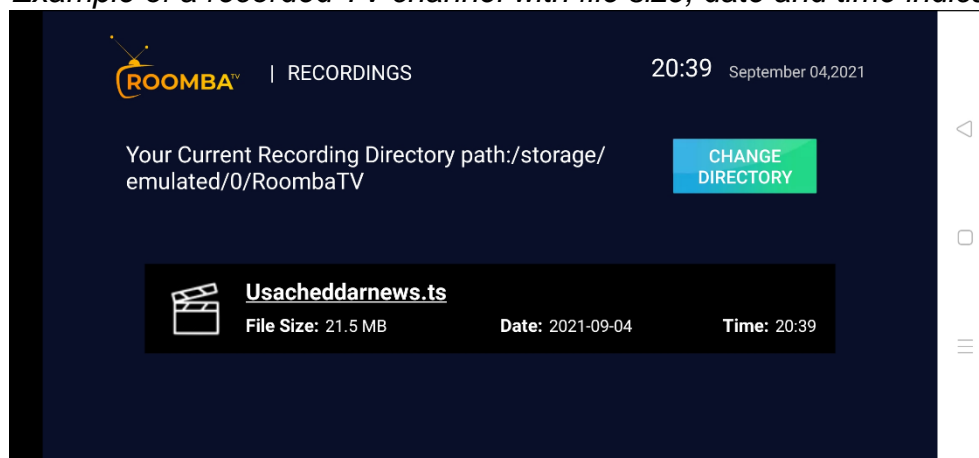 Example of a recorded TV channel with file size, date and time indic
ROOMBA TV | RECORDINGS 20:39 September 04,2021
Your Current Recording Directory path:/storage/
emulated/0/RoombaTV
CHANGE
DIRECTORY
Usacheddarnews.ts
File Size: 21.5 MB Date: 2021-09-04 Time: 20:39